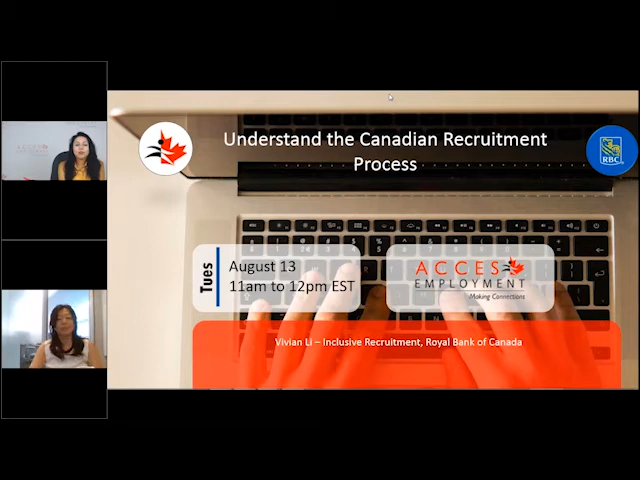 Understand the Canadian Recruitment
Process
RBC
Tues
August 13
11am to 12pm EST
ACCES
EMPLOYMENT
Making Connections
Vivian Li – Inclusive Recruitment, Royal Bank of Canada